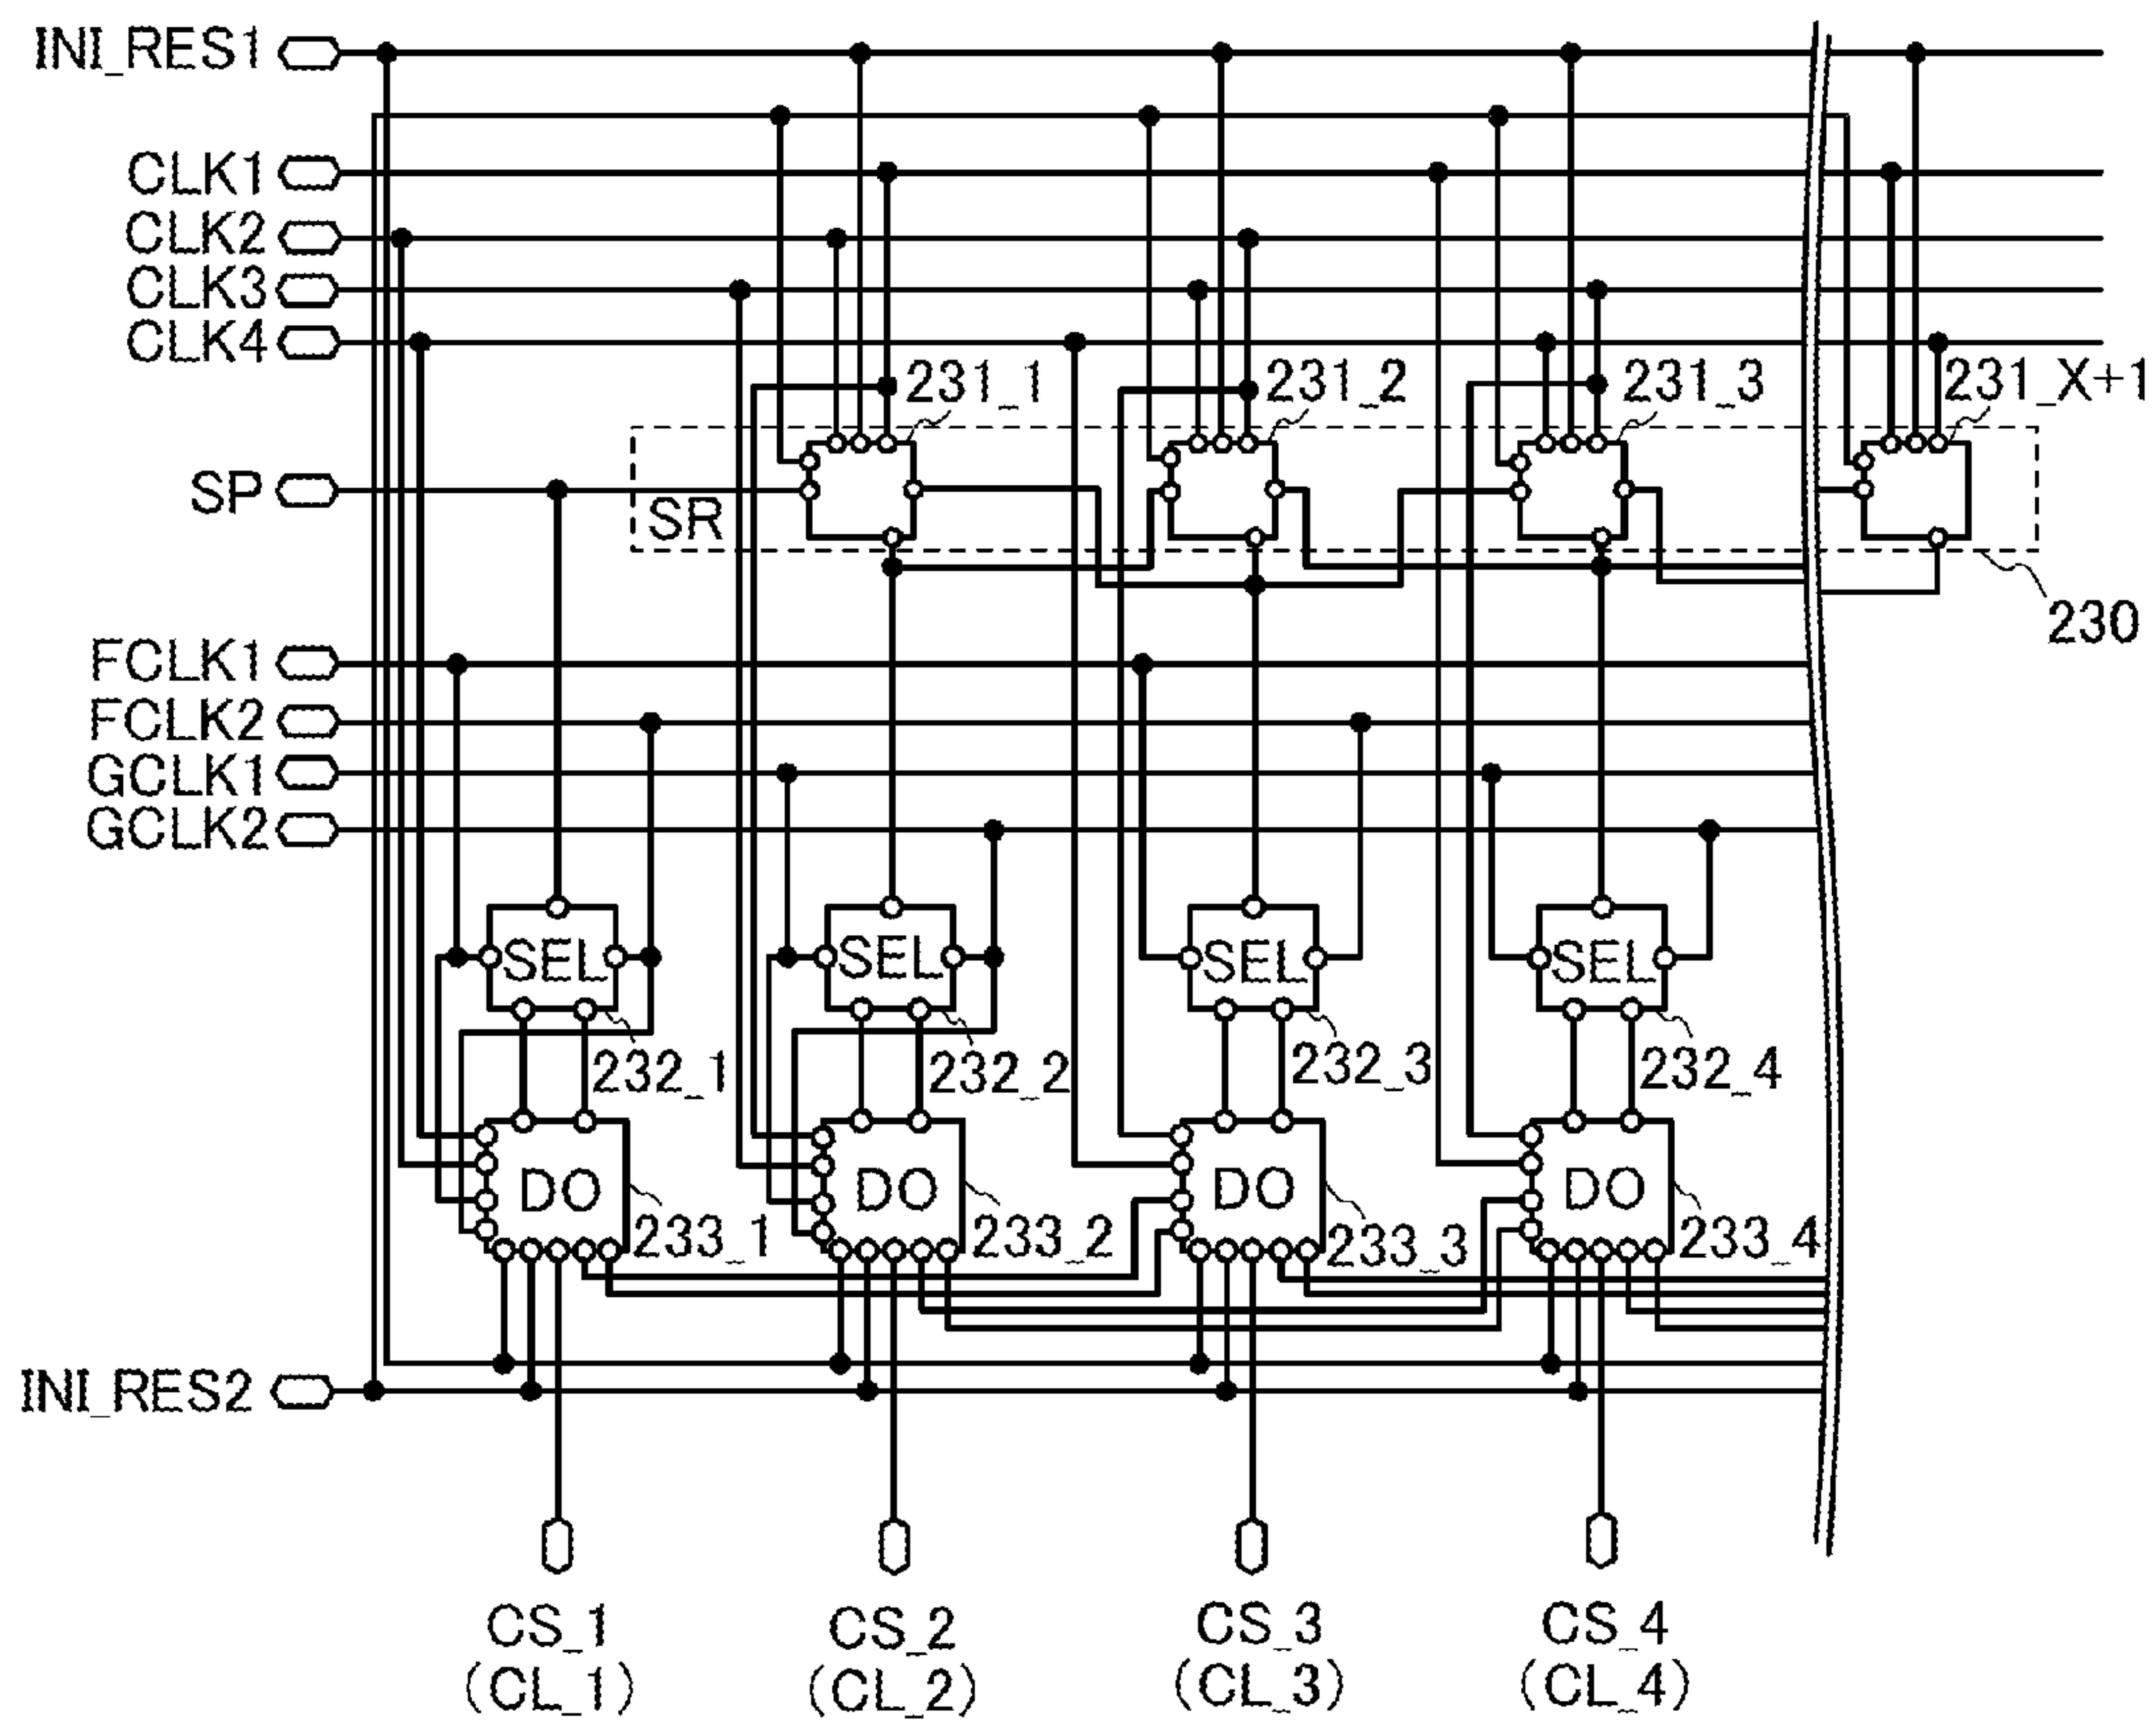 INI_RES1
CLK1
CLK2
CLK3
CLK4
231_1
231_2
231_3
231_X+1
SP
SR
230
FCLK1
FCLK2
GCLK1
GCLK2
SEL
SEL
SEL
SEL
232_1
232_2
232_3
232_4
DO
DO
DO
DO
233_1
233_2
233_3
233_4
INI_RES2
CS_1
(CL_1)
CS_2
(CL_2)
CS_3
(CL_3)
CS_4
(CL_4)